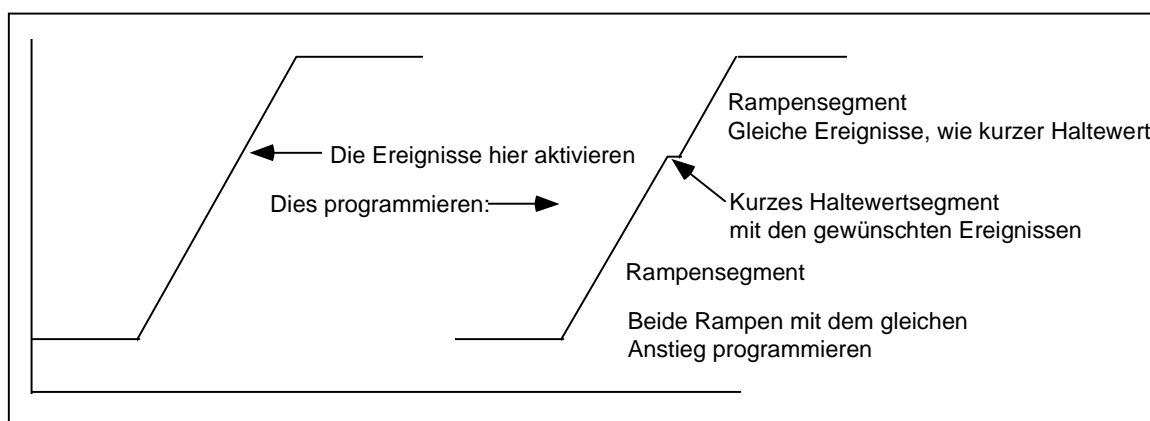 Rampensegment
Gleiche Ereignisse, wie kurzer Haltewert
Die Ereignisse hier aktivieren
Dies programmieren:
Kurzes Haltewertsegment
mit den gewünschten Ereignissen
Rampensegment
Beide Rampen mit dem gleichen
Anstieg programmieren